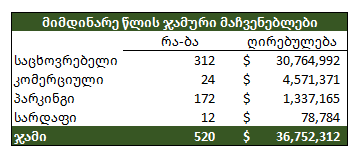 მიმდინარე წლის ჯამური მაჩვენებლები
რა-ბა ღირებულება
საცხოვრებელი 312 $ 30,764,992
კომერციული 24 $ 4,571,371
პარკინგი 172 $ 1,337,165
სარდაფი 12 $ 78,784
ჯამი 520 $ 36,752,312